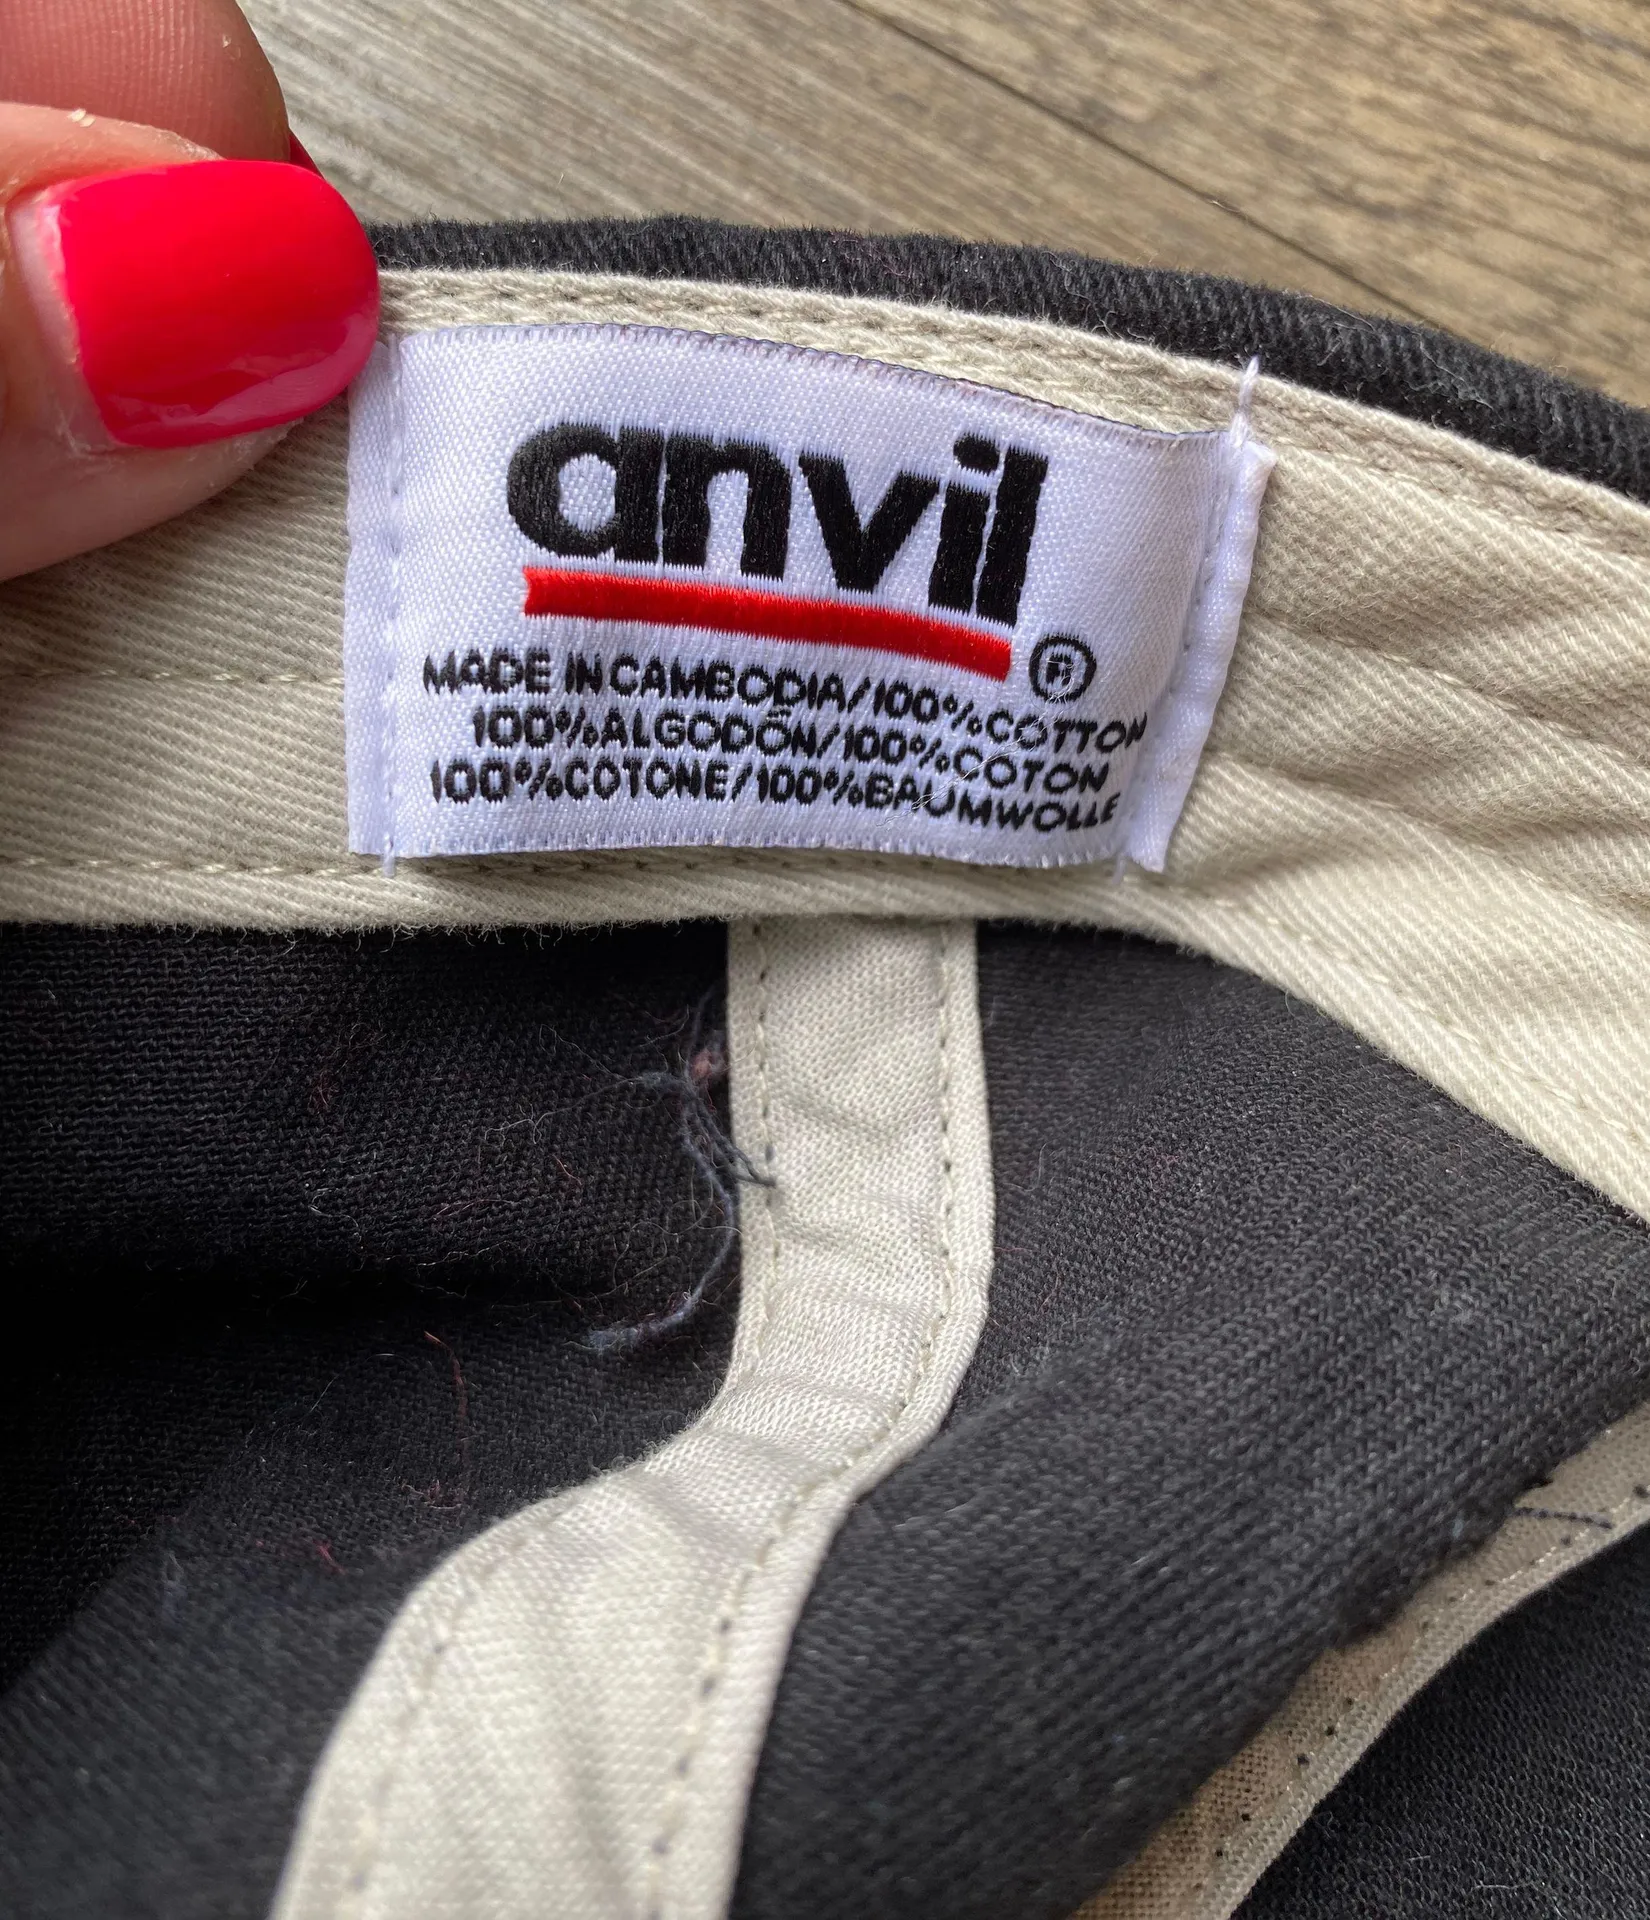 anvil
®
MADE IN CAMBODIA/100%COTTON
100%ALGODÓN/100%COTON
100%COTONE/100%BAUMWOLLE